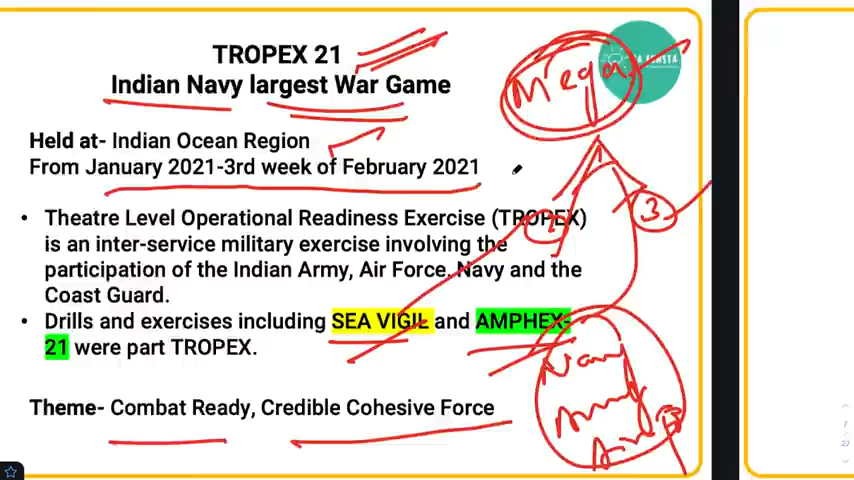 TROPEX 21
Indian Navy largest War Game
Mega
Held at- Indian Ocean Region
From January 2021-3rd week of February 2021
2
3
• Theatre Level Operational Readiness Exercise (TROPEX)
is an inter-service military exercise involving the
participation of the Indian Army, Air Force, Navy and the
Coast Guard.
• Drills and exercises including SEA VIGIL and AMPHEX-
21 were part TROPEX.
Navy
Army
Theme- Combat Ready, Credible Cohesive Force
7
27